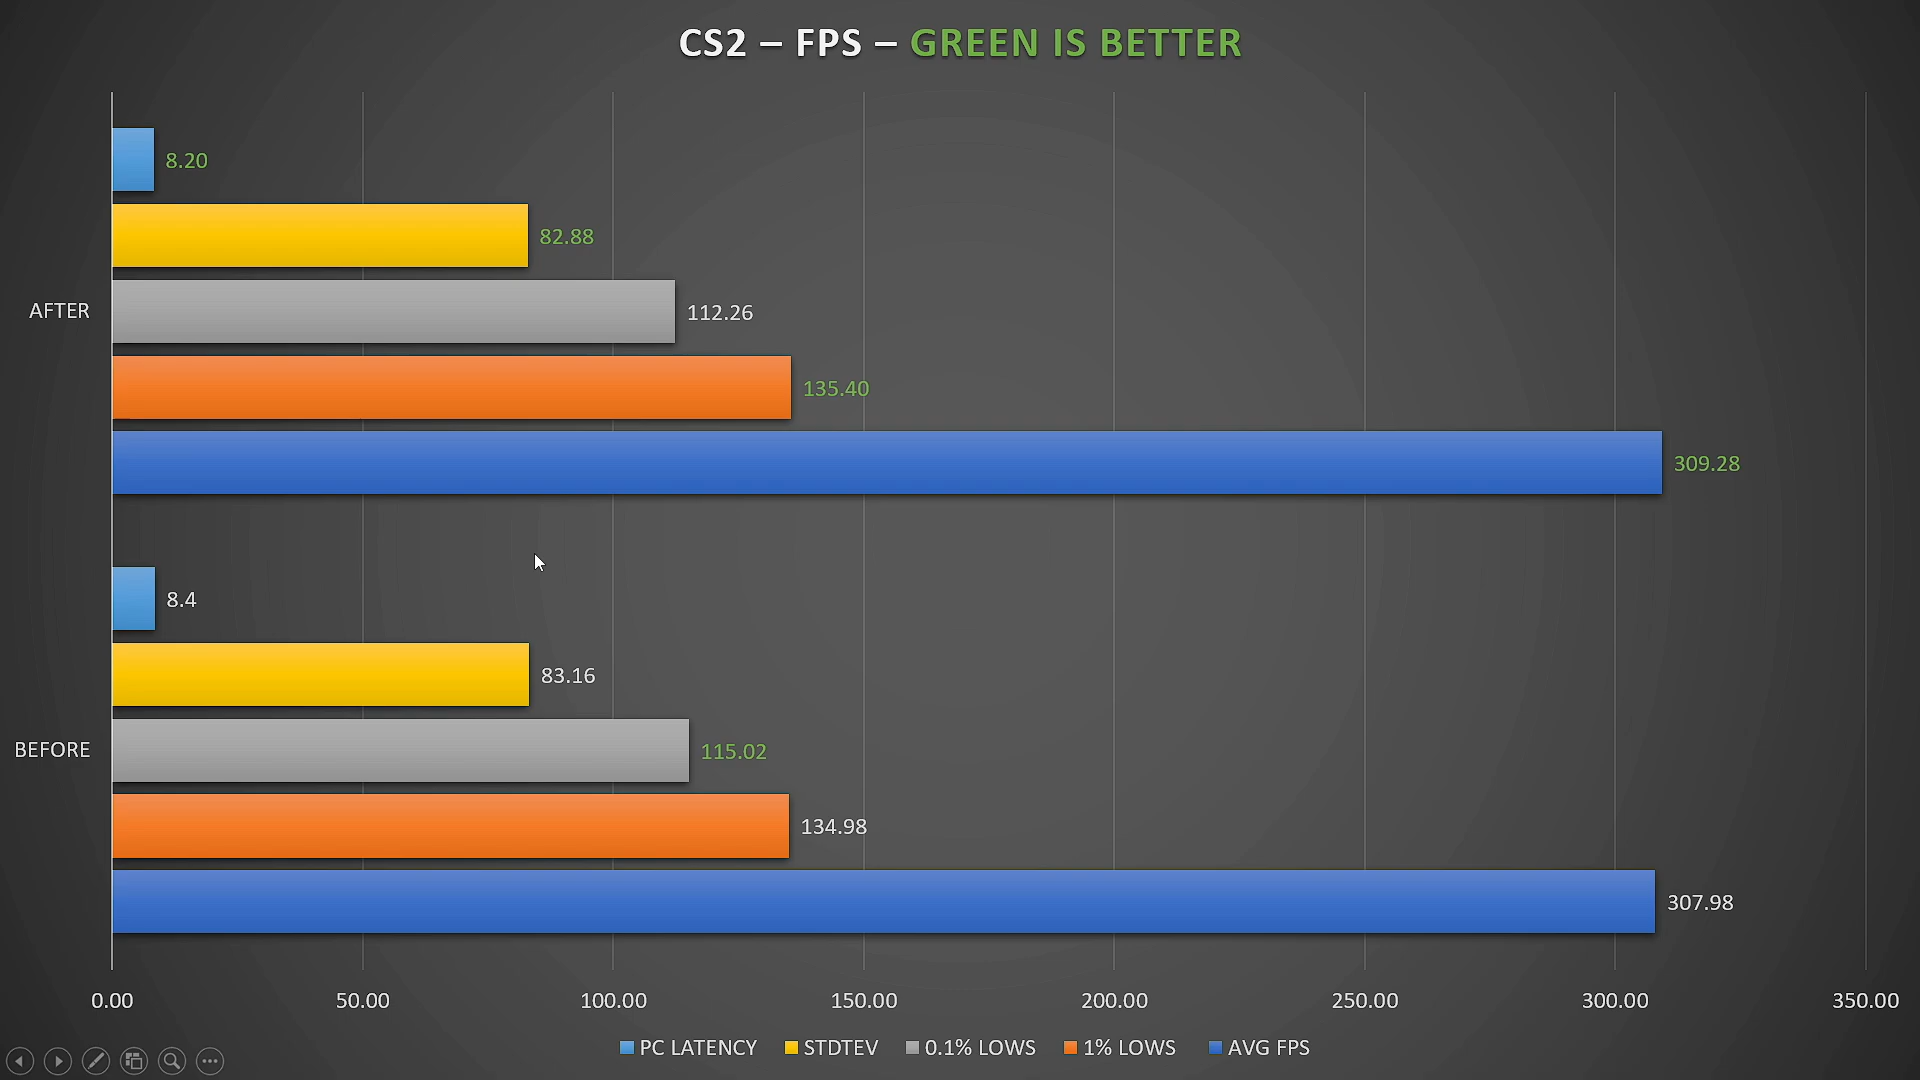 CS2 – FPS – GREEN IS BETTER
8.20
82.88
AFTER
112.26
135.40
309.28
8.4
83.16
BEFORE
115.02
134.98
307.98
0.00 50.00 100.00 150.00 200.00 250.00 300.00 350.00
PC LATENCY STDTEV 0.1% LOWS 1% LOWS AVG FPS